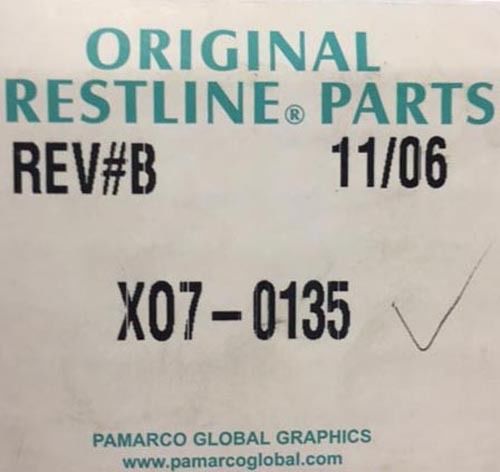 ORIGINAL
RESTLINE® PARTS
REV#B 11/06
X07-0135
PAMARCO GLOBAL GRAPHICS
www.pamarcoglobal.com